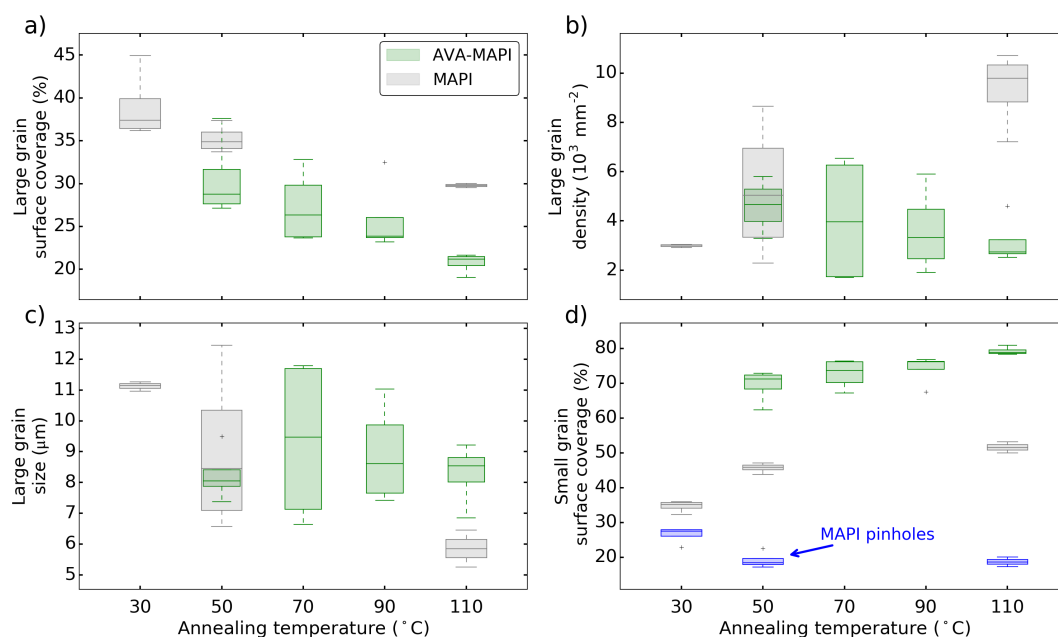 a)
45
40
35
30
25
20
Large grain
surface coverage (%)
AVA-MAPI
MAPI
b)
10
8
6
4
2
Large grain
density (10³ mm⁻²)
c)
13
12
11
10
9
8
7
6
5
Large grain
size (μm)
30 50 70 90 110
Annealing temperature (˚C)
d)
80
70
60
50
40
30
20
Small grain
surface coverage (%)
MAPI pinholes
30 50 70 90 110
Annealing temperature (˚C)